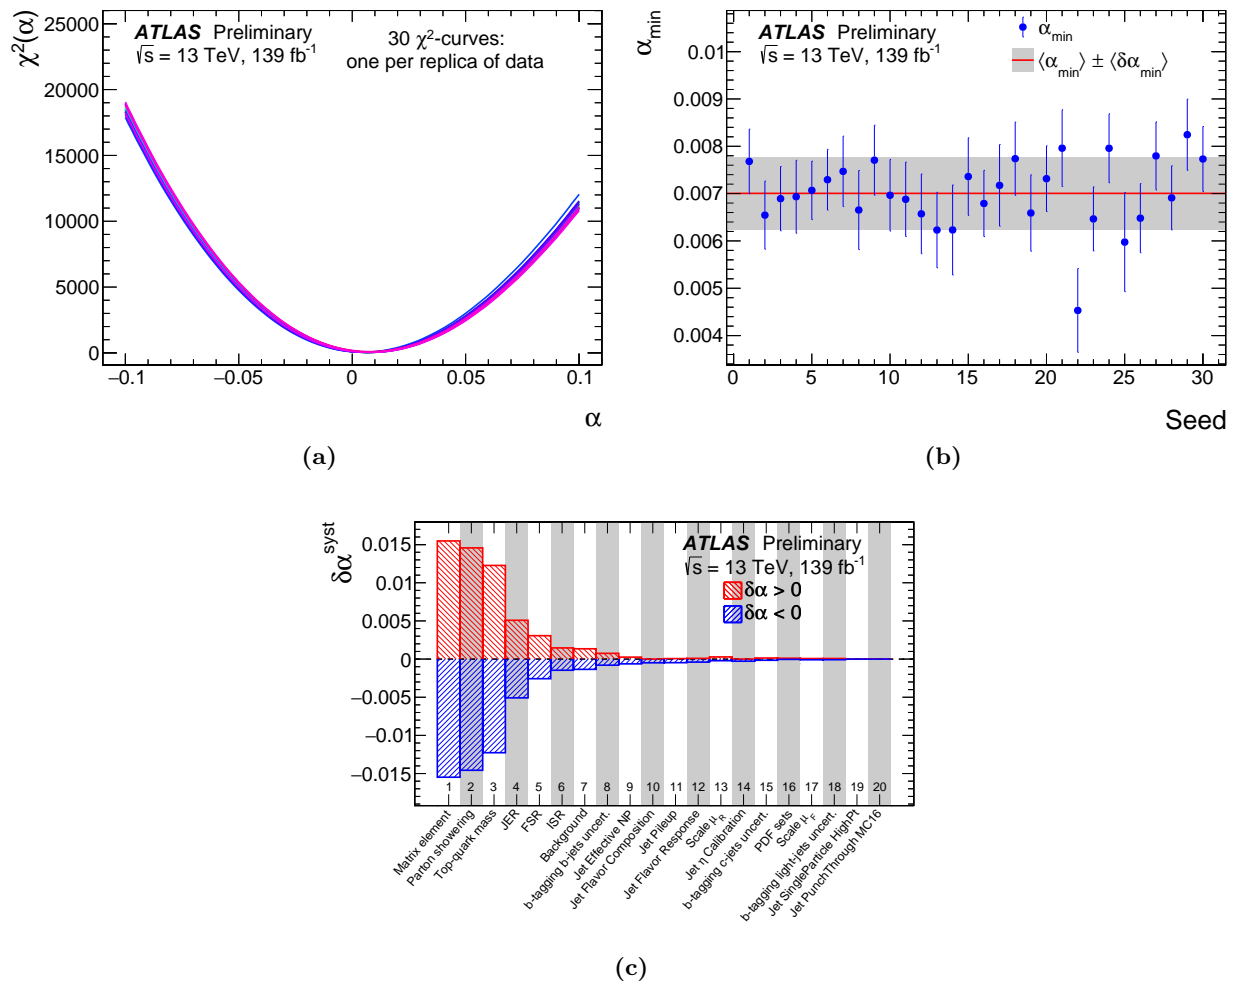 χ²(α)
ATLAS Preliminary
√s = 13 TeV, 139 fb⁻¹
30 χ²-curves:
one per replica of data
25000
20000
15000
10000
5000
0
−0.1 −0.05 0 0.05 0.1
α
(a)
α_min
ATLAS Preliminary
√s = 13 TeV, 139 fb⁻¹
α_min
⟨α_min⟩ ± ⟨δα_min⟩
0.01
0.009
0.008
0.007
0.006
0.005
0.004
0 5 10 15 20 25 30
Seed
(b)
δα^syst
ATLAS Preliminary
√s = 13 TeV, 139 fb⁻¹
δα > 0
δα < 0
0.015
0.01
0.005
0
−0.005
−0.01
−0.015
1 2 3 4 5 6 7 8 9 10 11 12 13 14 15 16 17 18 19 20
Matrix element
Parton showering
Top-quark mass
JER
FSR
ISR
Background
b-tagging b-jets uncert.
Jet Effective NP
Jet Flavor Composition
Jet Pileup
Jet Flavor Response
Scale μ_R
Jet η Calibration
b-tagging c-jets uncert.
PDF sets
Scale μ_F
b-tagging light-jets uncert.
Jet SingleParticle HighPt
Jet PunchThrough MC16
(c)